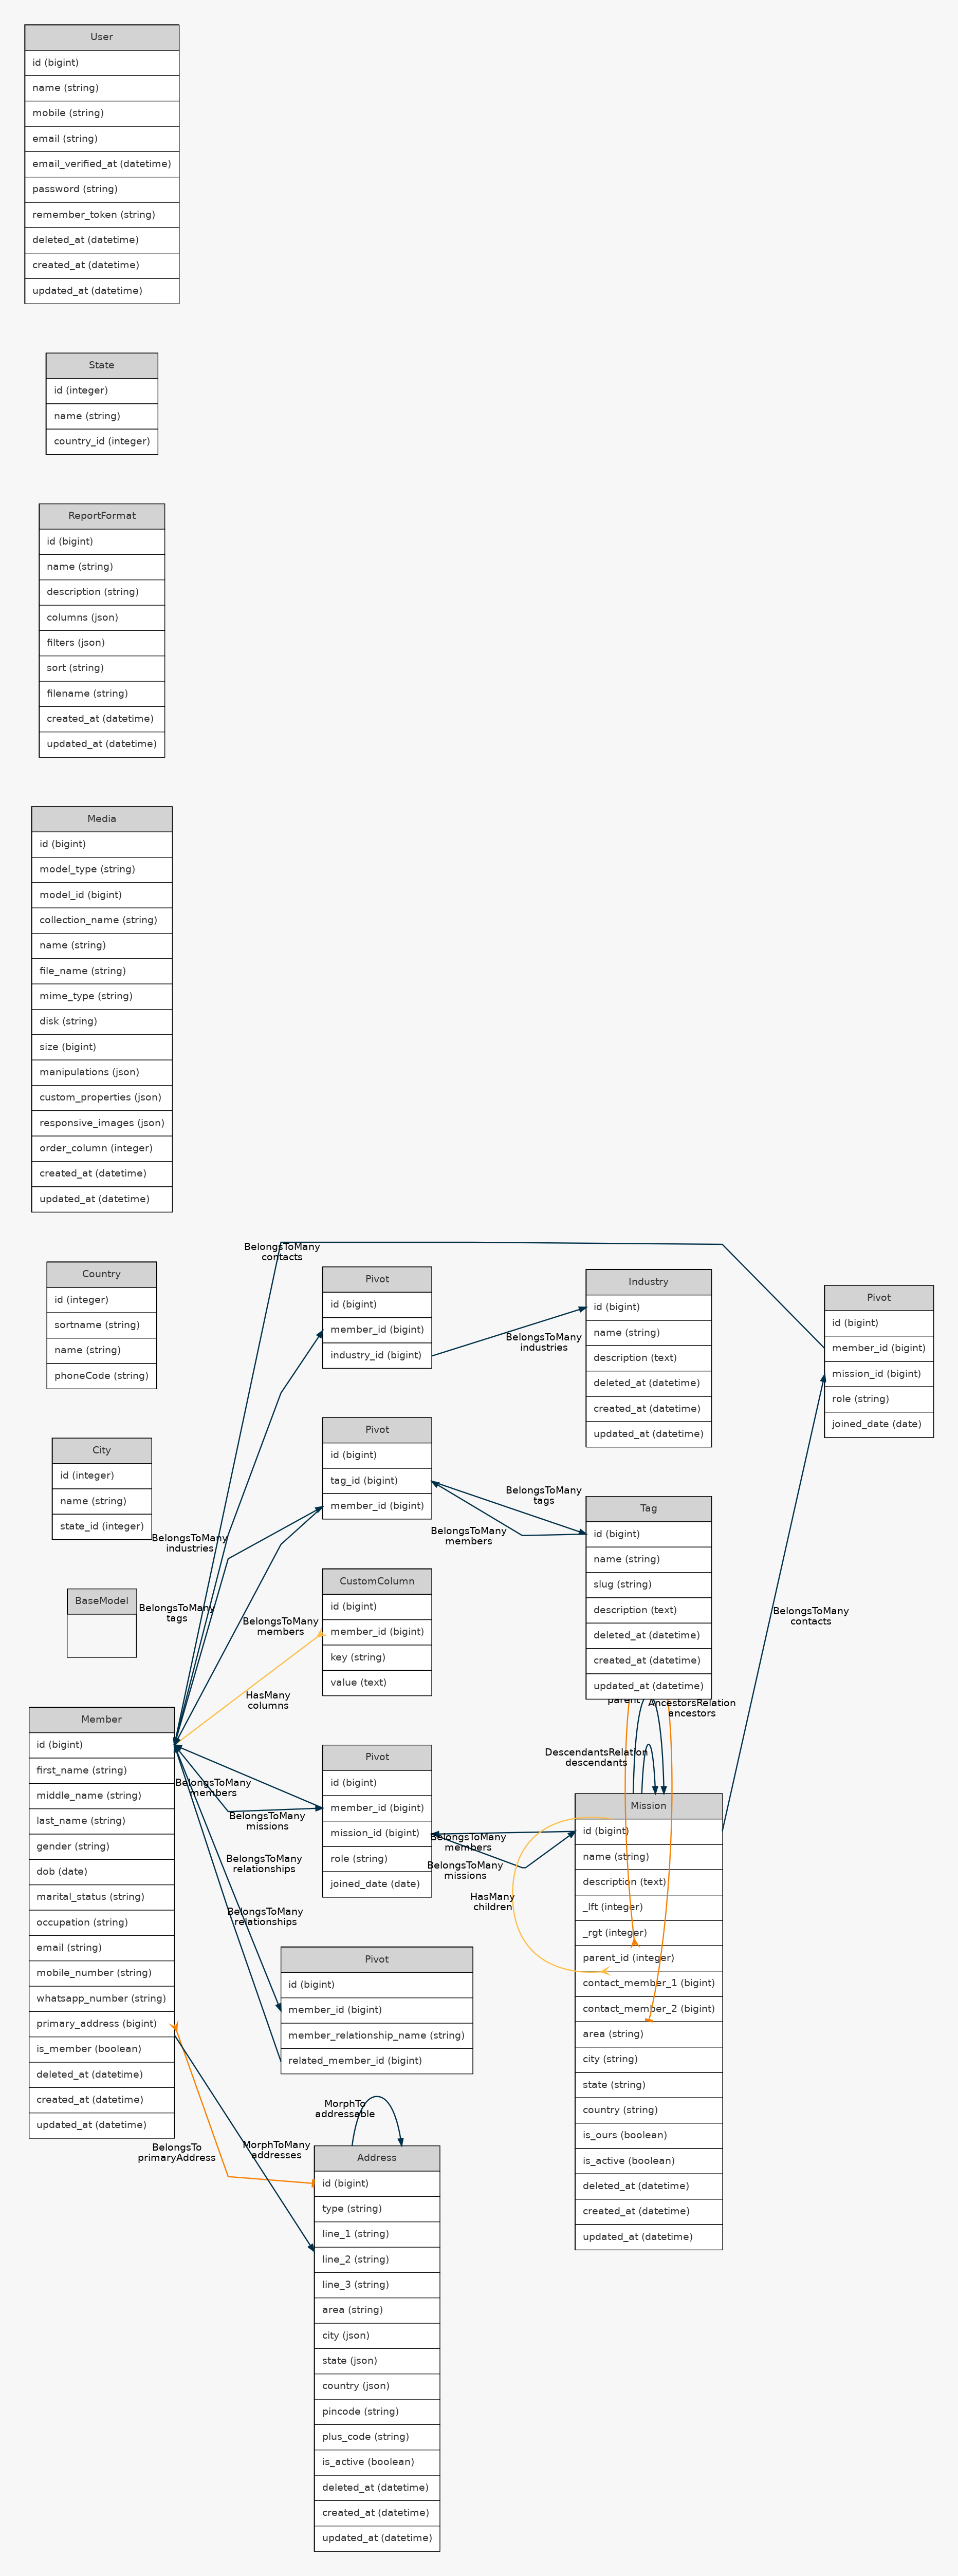 User
id (bigint)
name (string)
mobile (string)
email (string)
email_verified_at (datetime)
password (string)
remember_token (string)
deleted_at (datetime)
created_at (datetime)
updated_at (datetime)
State
id (integer)
name (string)
country_id (integer)
ReportFormat
id (bigint)
name (string)
description (string)
columns (json)
filters (json)
sort (string)
filename (string)
created_at (datetime)
updated_at (datetime)
Media
id (bigint)
model_type (string)
model_id (bigint)
collection_name (string)
name (string)
file_name (string)
mime_type (string)
disk (string)
size (bigint)
manipulations (json)
custom_properties (json)
responsive_images (json)
order_column (integer)
created_at (datetime)
updated_at (datetime)
Country
id (integer)
sortname (string)
name (string)
phoneCode (string)
City
id (integer)
name (string)
state_id (integer)
BaseModel
Member
id (bigint)
first_name (string)
middle_name (string)
last_name (string)
gender (string)
dob (date)
marital_status (string)
occupation (string)
email (string)
mobile_number (string)
whatsapp_number (string)
primary_address (bigint)
is_member (boolean)
deleted_at (datetime)
created_at (datetime)
updated_at (datetime)
BelongsToMany
contacts
BelongsToMany
industries
BelongsToMany
tags
BelongsToMany
members
HasMany
columns
BelongsToMany
members
BelongsToMany
missions
BelongsToMany
relationships
BelongsToMany
relationships
BelongsTo
primaryAddress
MorphToMany
addresses
Pivot
id (bigint)
member_id (bigint)
industry_id (bigint)
Pivot
id (bigint)
tag_id (bigint)
member_id (bigint)
CustomColumn
id (bigint)
member_id (bigint)
key (string)
value (text)
Pivot
id (bigint)
member_id (bigint)
mission_id (bigint)
role (string)
joined_date (date)
Pivot
id (bigint)
member_id (bigint)
member_relationship_name (string)
related_member_id (bigint)
MorphTo
addressable
Address
id (bigint)
type (string)
line_1 (string)
line_2 (string)
line_3 (string)
area (string)
city (json)
state (json)
country (json)
pincode (string)
plus_code (string)
is_active (boolean)
deleted_at (datetime)
created_at (datetime)
updated_at (datetime)
BelongsToMany
industries
BelongsToMany
tags
BelongsToMany
members
BelongsToMany
members
BelongsToMany
missions
HasMany
children
Industry
id (bigint)
name (string)
description (text)
deleted_at (datetime)
created_at (datetime)
updated_at (datetime)
Tag
id (bigint)
name (string)
slug (string)
description (text)
deleted_at (datetime)
created_at (datetime)
updated_at (datetime)
parent
AncestorsRelation
ancestors
DescendantsRelation
descendants
Mission
id (bigint)
name (string)
description (text)
_lft (integer)
_rgt (integer)
parent_id (integer)
contact_member_1 (bigint)
contact_member_2 (bigint)
area (string)
city (string)
state (string)
country (string)
is_ours (boolean)
is_active (boolean)
deleted_at (datetime)
created_at (datetime)
updated_at (datetime)
BelongsToMany
contacts
Pivot
id (bigint)
member_id (bigint)
mission_id (bigint)
role (string)
joined_date (date)